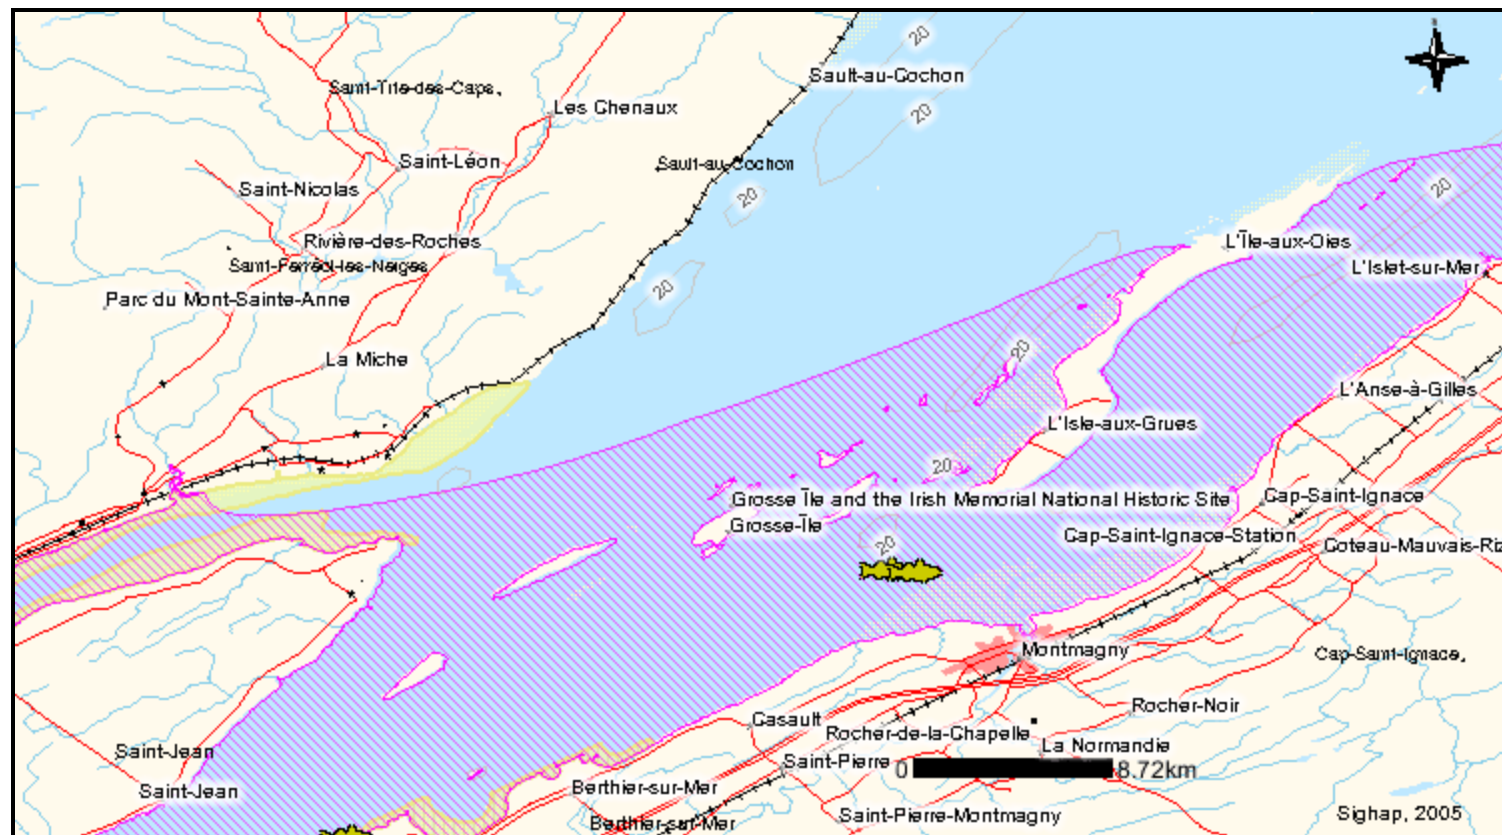 20
Sault-au-Cochon
Saint-Tite-des-Caps,
Les Chenaux
20
Saint-Léon
Sault-au-Cochon
Saint-Nicolas
20
20
Rivière-des-Roches
L'Île-aux-Oies
Saint-Ferréol-les-Neiges
L'Islet-sur-Mer
Parc du Mont-Sainte-Anne
20
La Miche
20
L'Anse-à-Gilles
L'Isle-aux-Grues
20
Grosse Île and the Irish Memorial National Historic Site
Cap-Saint-Ignace
Grosse-Île
Cap-Saint-Ignace-Station
20
Coteau-Mauvais-Riz
Montmagny
Cap-Saint-Ignace,
Rocher-Noir
Casault
Rocher-de-la-Chapelle
Saint-Jean
La Normandie
Saint-Pierre
0 8.72km
Saint-Jean
Berthier-sur-Mer
Saint-Pierre-Montmagny
Sighap, 2005
Berthier-sur-Mer